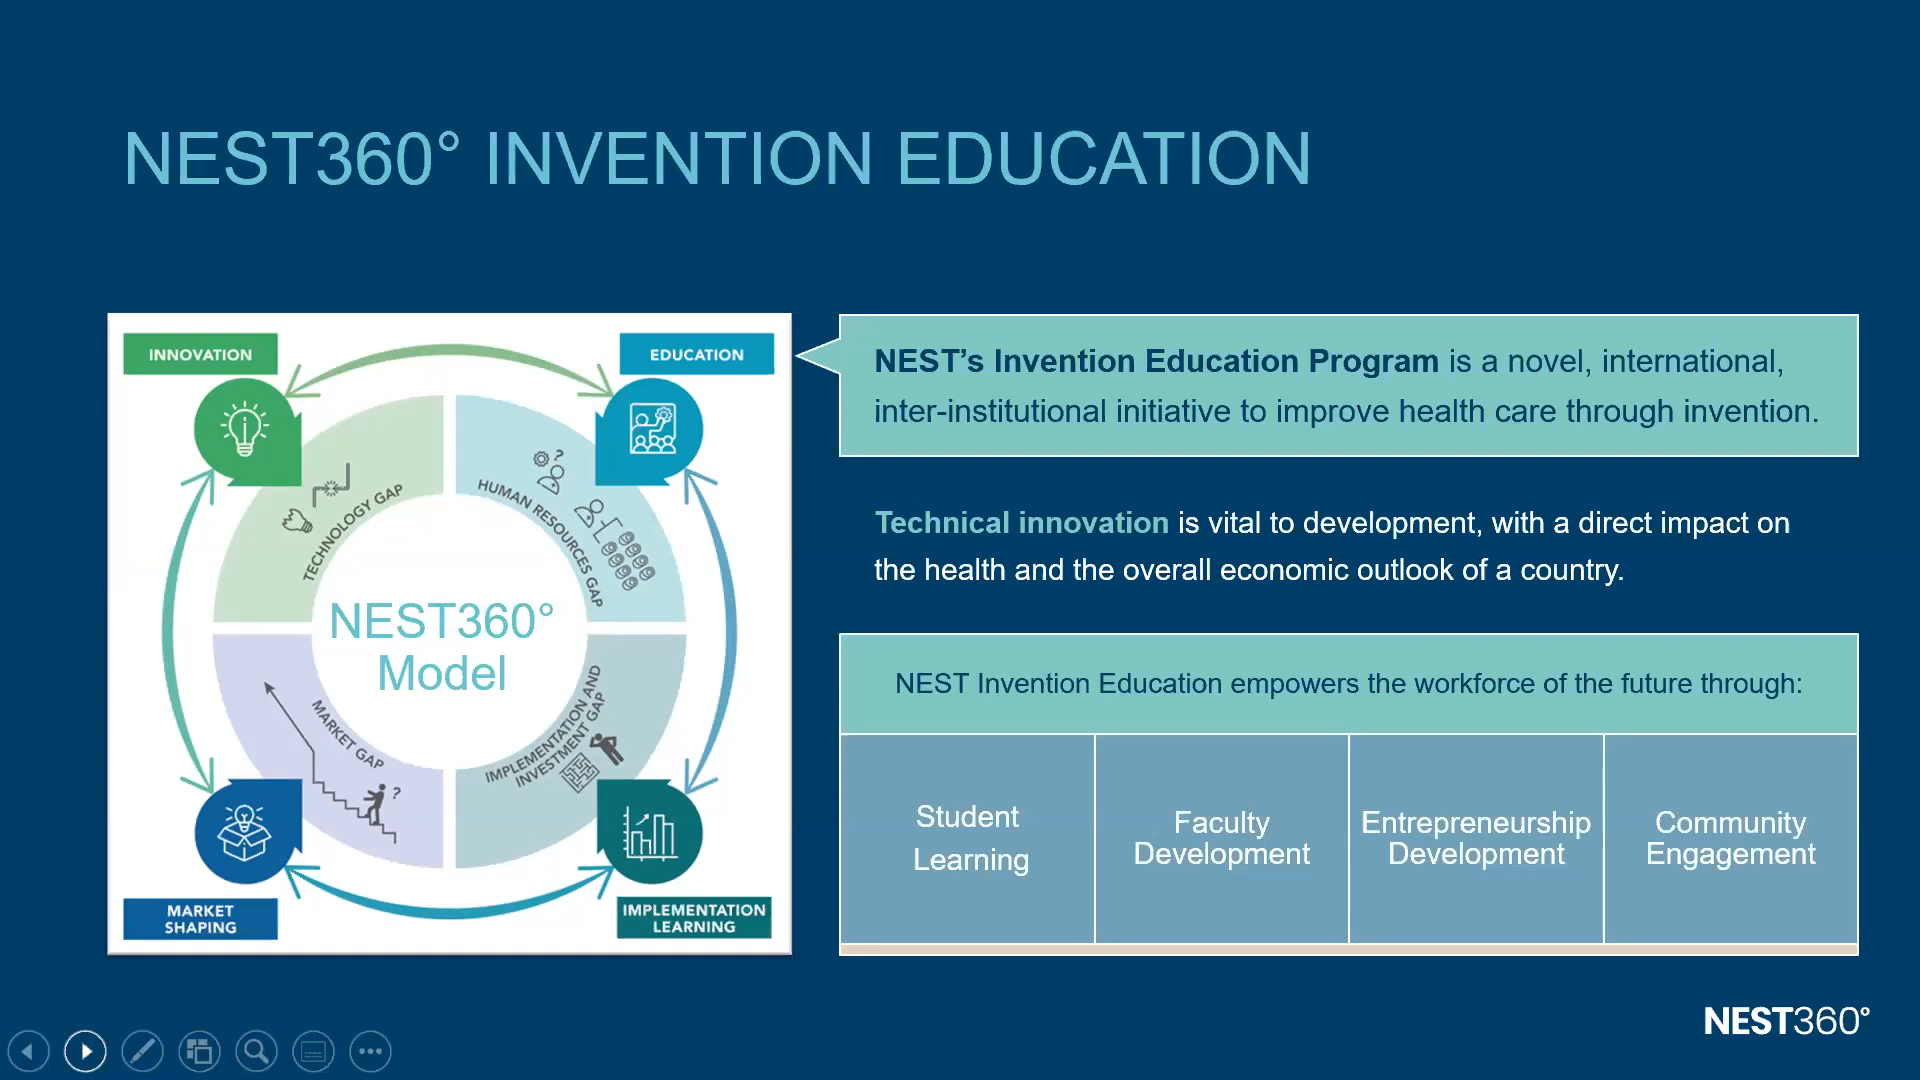 NEST360° INVENTION EDUCATION
INNOVATION
EDUCATION
TECHNOLOGY GAP
?
HUMAN RESOURCES GAP
NEST360°
Model
MARKET GAP
?
IMPLEMENTATION AND
INVESTMENT GAP
MARKET
SHAPING
IMPLEMENTATION
LEARNING
NEST’s Invention Education Program is a novel, international,
inter-institutional initiative to improve health care through invention.
Technical innovation is vital to development, with a direct impact on
the health and the overall economic outlook of a country.
NEST Invention Education empowers the workforce of the future through:
Student
Learning
Faculty
Development
Entrepreneurship
Development
Community
Engagement
NEST360°